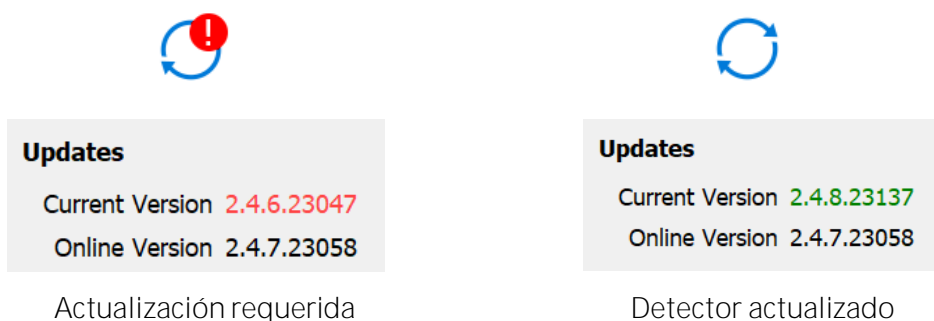 !
Updates
Current Version 2.4.6.23047
Online Version 2.4.7.23058
Actualización requerida
Updates
Current Version 2.4.8.23137
Online Version 2.4.7.23058
Detector actualizado